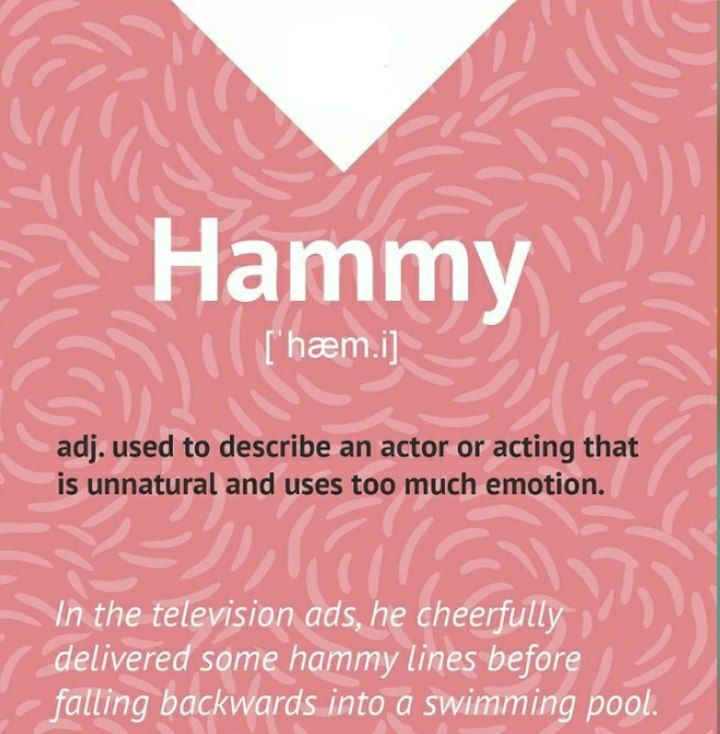 Hammy
[ˈhæm.i]
adj. used to describe an actor or acting that
is unnatural and uses too much emotion.
In the television ads, he cheerfully
delivered some hammy lines before
falling backwards into a swimming pool.